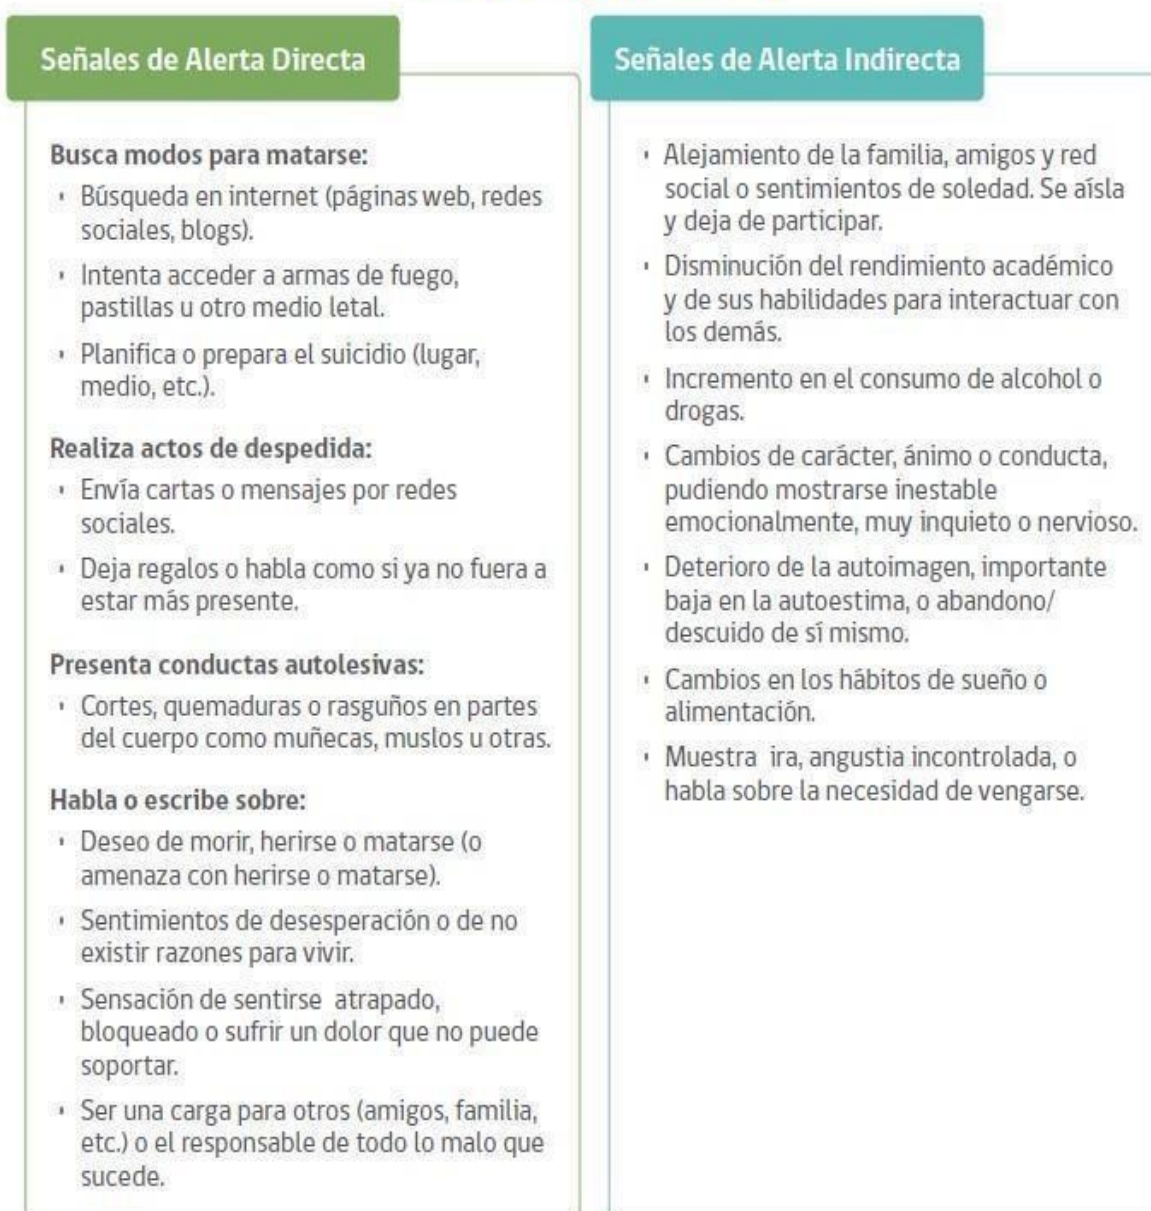 Señales de Alerta Directa
Busca modos para matarse:
· Búsqueda en internet (páginas web, redes
sociales, blogs).
· Intenta acceder a armas de fuego,
pastillas u otro medio letal.
· Planifica o prepara el suicidio (lugar,
medio, etc.).
Realiza actos de despedida:
· Envía cartas o mensajes por redes
sociales.
· Deja regalos o habla como si ya no fuera a
estar más presente.
Presenta conductas autolesivas:
· Cortes, quemaduras o rasguños en partes
del cuerpo como muñecas, muslos u otras.
Habla o escribe sobre:
· Deseo de morir, herirse o matarse (o
amenaza con herirse o matarse).
· Sentimientos de desesperación o de no
existir razones para vivir.
· Sensación de sentirse atrapado,
bloqueado o sufrir un dolor que no puede
soportar.
· Ser una carga para otros (amigos, familia,
etc.) o el responsable de todo lo malo que
sucede.
Señales de Alerta Indirecta
· Alejamiento de la familia, amigos y red
social o sentimientos de soledad. Se aísla
y deja de participar.
· Disminución del rendimiento académico
y de sus habilidades para interactuar con
los demás.
· Incremento en el consumo de alcohol o
drogas.
· Cambios de carácter, ánimo o conducta,
pudiendo mostrarse inestable
emocionalmente, muy inquieto o nervioso.
· Deterioro de la autoimagen, importante
baja en la autoestima, o abandono/
descuido de sí mismo.
· Cambios en los hábitos de sueño o
alimentación.
· Muestra ira, angustia incontrolada, o
habla sobre la necesidad de vengarse.